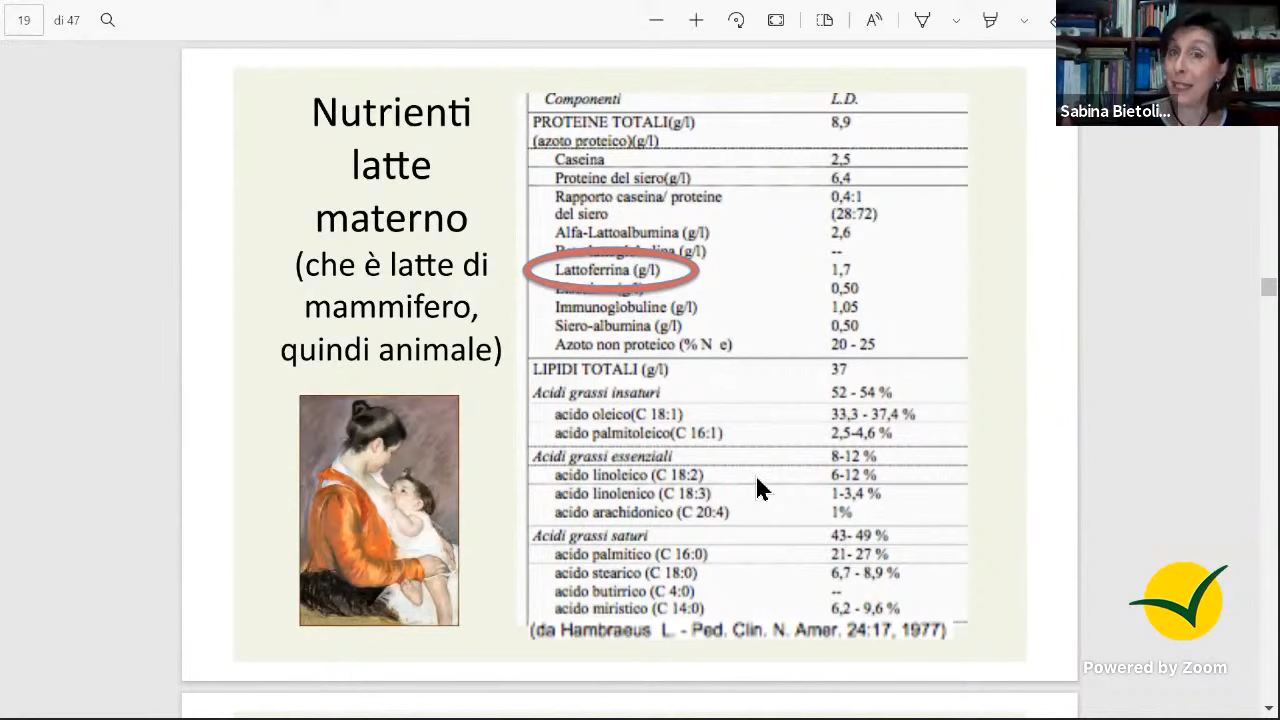 19
di 47
Sabina Bietoli...
Nutrienti
latte
materno
(che è latte di
mammifero,
quindi animale)
Componenti L.D.
PROTEINE TOTALI(g/l) 8,9
(azoto proteico)(g/l)
Caseina 2,5
Proteine del siero(g/l) 6,4
Rapporto caseina/ proteine 0,4:1
del siero (28:72)
Alfa-Lattoalbumina (g/l) 2,6
(g/l) --
Lattoferrina (g/l) 1,7
0,50
Immunoglobuline (g/l) 1,05
Siero-albumina (g/l) 0,50
Azoto non proteico (% N e) 20 - 25
LIPIDI TOTALI (g/l) 37
Acidi grassi insaturi 52 - 54 %
acido oleico(C 18:1) 33,3 - 37,4 %
acido palmitoleico(C 16:1) 2,5-4,6 %
Acidi grassi essenziali 8-12 %
acido linoleico (C 18:2) 6-12 %
acido linolenico (C 18:3) 1-3,4 %
acido arachidonico (C 20:4) 1%
Acidi grassi saturi 43- 49 %
acido palmitico (C 16:0) 21- 27 %
acido stearico (C 18:0) 6,7 - 8,9 %
acido butirrico (C 4:0) --
acido miristico (C 14:0) 6,2 - 9,6 %
(da Hambraeus L. - Ped. Clin. N. Amer. 24:17, 1977)
Powered by Zoom